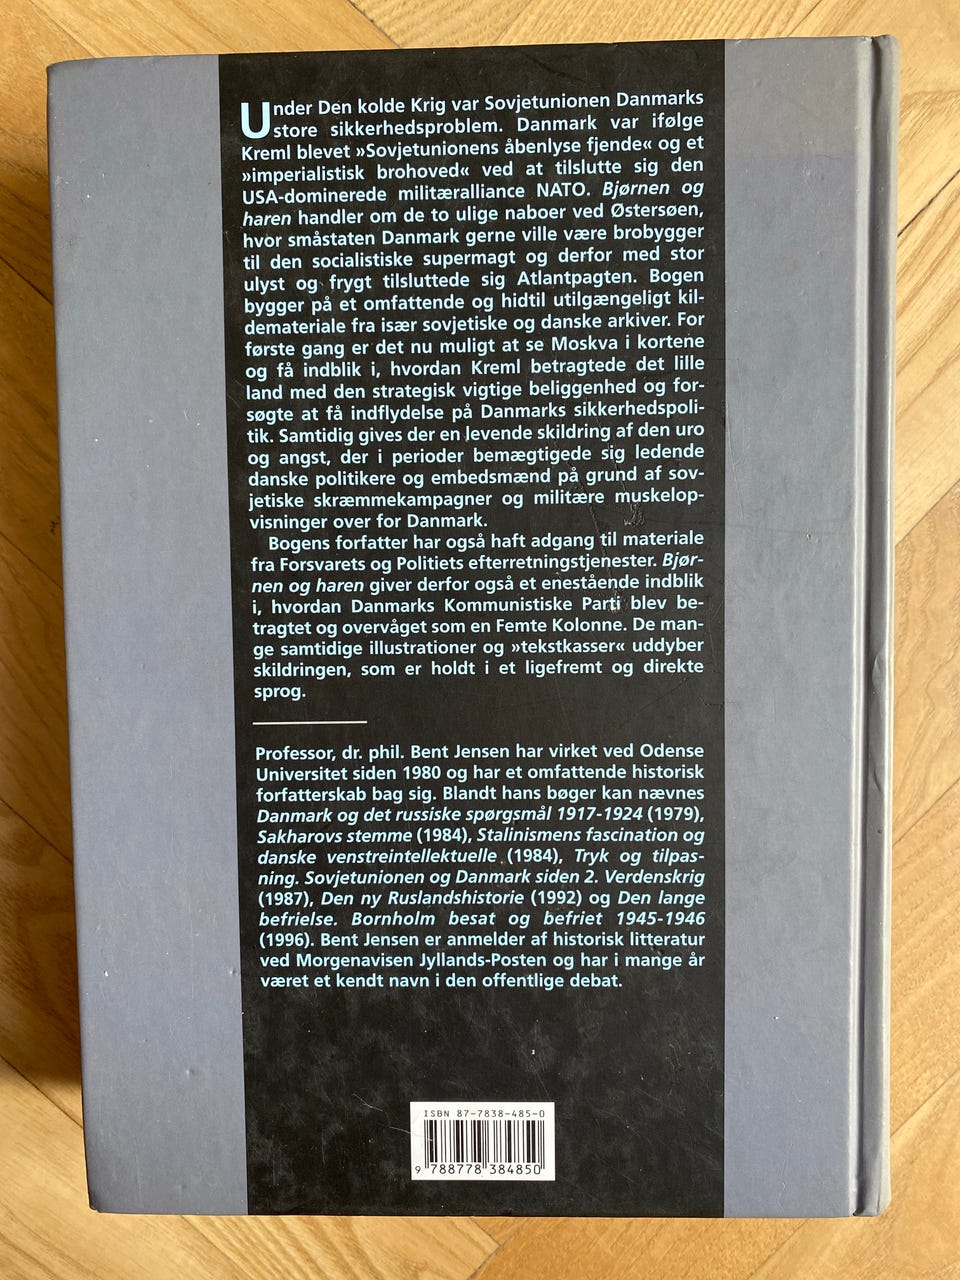 Under Den kolde Krig var Sovjetunionen Danmarks
store sikkerhedsproblem. Danmark var ifølge
Kreml blevet »Sovjetunionens åbenlyse fjende« og et
»imperialistisk brohoved« ved at tilslutte sig den
USA-dominerede militæralliance NATO. Bjørnen og
haren handler om de to ulige naboer ved Østersøen,
hvor småstaten Danmark gerne ville være brobygger
til den socialistiske supermagt og derfor med stor
ulyst og frygt tilsluttede sig Atlantpagten. Bogen
bygger på et omfattende og hidtil utilgængeligt kil-
demateriale fra især sovjetiske og danske arkiver. For
første gang er det nu muligt at se Moskva i kortene
og få indblik i, hvordan Kreml betragtede det lille
land med den strategisk vigtige beliggenhed og for-
søgte at få indflydelse på Danmarks sikkerhedspoli-
tik. Samtidig gives der en levende skildring af den uro
og angst, der i perioder bemægtigede sig ledende
danske politikere og embedsmænd på grund af sov-
jetiske skræmmekampagner og militære muskelop-
visninger over for Danmark.
Bogens forfatter har også haft adgang til materiale
fra Forsvarets og Politiets efterretningstjenester. Bjør-
nen og haren giver derfor også et enestående indblik
i, hvordan Danmarks Kommunistiske Parti blev be-
tragtet og overvåget som en Femte Kolonne. De man-
ge samtidige illustrationer og »tekstkasser« uddyber
skildringen, som er holdt i et ligefremt og direkte
sprog.
Professor, dr. phil. Bent Jensen har virket ved Odense
Universitet siden 1980 og har et omfattende historisk
forfatterskab bag sig. Blandt hans bøger kan nævnes
Danmark og det russiske spørgsmål 1917-1924 (1979),
Sakharovs stemme (1984), Stalinismens fascination og
danske venstreintellektuelle (1984), Tryk og tilpas-
ning. Sovjetunionen og Danmark siden 2. Verdenskrig
(1987), Den ny Ruslandshistorie (1992) og Den lange
befrielse. Bornholm besat og befriet 1945-1946
(1996). Bent Jensen er anmelder af historisk litteratur
ved Morgenavisen Jyllands-Posten og har i mange år
været et kendt navn i den offentlige debat.
ISBN 87-7838-485-0
9 788778 384850